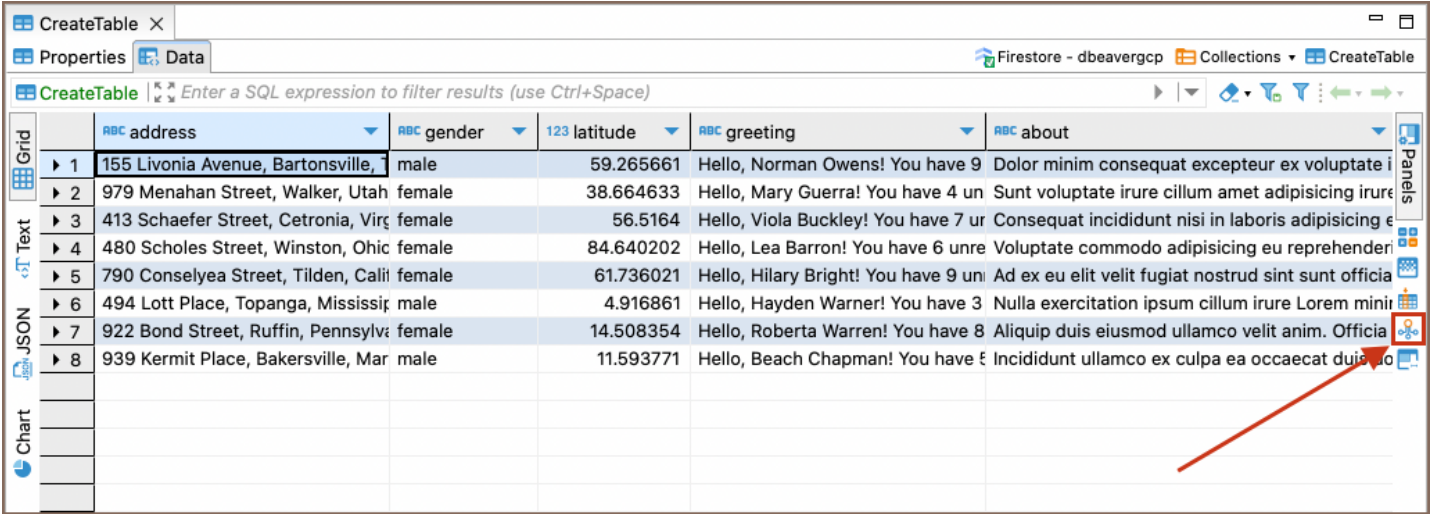 CreateTable
Properties Data Firestore - dbeavergcp Collections CreateTable
CreateTable Enter a SQL expression to filter results (use Ctrl+Space)
Grid
Text
JSON
JSON
Chart
Panels
ABC address ABC gender 123 latitude ABC greeting ABC about
1 155 Livonia Avenue, Bartonsville, male 59.265661 Hello, Norman Owens! You have 9 Dolor minim consequat excepteur ex voluptate i
2 979 Menahan Street, Walker, Utah female 38.664633 Hello, Mary Guerra! You have 4 un Sunt voluptate irure cillum amet adipisicing irure
3 413 Schaefer Street, Cetronia, Virg female 56.5164 Hello, Viola Buckley! You have 7 ur Consequat incididunt nisi in laboris adipisicing e
4 480 Scholes Street, Winston, Ohio female 84.640202 Hello, Lea Barron! You have 6 unre Voluptate commodo adipisicing eu reprehenderi
5 790 Conselyea Street, Tilden, Calif female 61.736021 Hello, Hilary Bright! You have 9 un Ad ex eu elit velit fugiat nostrud sint sunt officia
6 494 Lott Place, Topanga, Mississip male 4.916861 Hello, Hayden Warner! You have 3 Nulla exercitation ipsum cillum irure Lorem minir
7 922 Bond Street, Ruffin, Pennsylva female 14.508354 Hello, Roberta Warren! You have 8 Aliquip duis eiusmod ullamco velit anim. Officia
8 939 Kermit Place, Bakersville, Mar male 11.593771 Hello, Beach Chapman! You have 5 Incididunt ullamco ex culpa ea occaecat duis